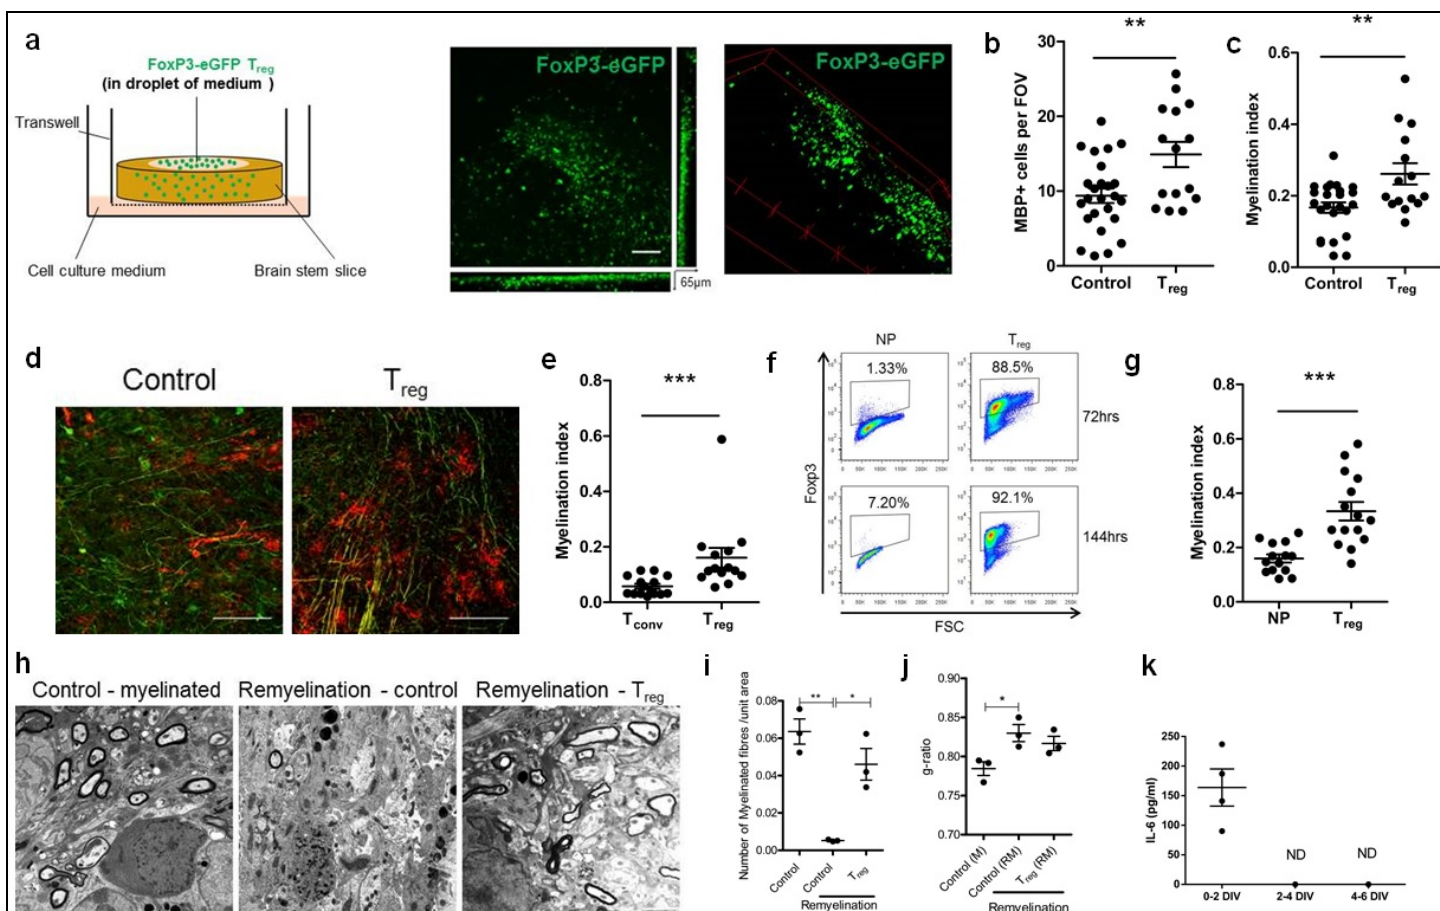 a
FoxP3-eGFP Treg
(in droplet of medium )
Transwell
Cell culture medium
Brain stem slice
FoxP3-eGFP
65µm
FoxP3-eGFP
b
**
MBP+ cells per FOV
30
20
10
0
Control
Treg
c
**
Myelination index
0.6
0.4
0.2
0.0
Control
Treg
d
Control
Treg
e
***
Myelination index
0.8
0.6
0.4
0.2
0.0
Tconv
Treg
f
NP
Treg
1.33%
88.5%
72hrs
7.20%
92.1%
144hrs
Foxp3
FSC
0 50K 100K 150K 200K 250K
g
***
Myelination index
0.8
0.6
0.4
0.2
0.0
NP
Treg
h
Control - myelinated
Remyelination - control
Remyelination - Treg
i
Number of Myelinated fibres /unit area
0.08
0.06
0.04
0.02
0.00
**
*
Control
Control
Treg
Remyelination
j
g-ratio
0.90
0.85
0.80
0.75
0.70
*
Control (M)
Control (RM)
Treg (RM)
Remyelination
k
IL-6 (pg/ml)
250
200
150
100
50
0
ND
ND
0-2 DIV
2-4 DIV
4-6 DIV